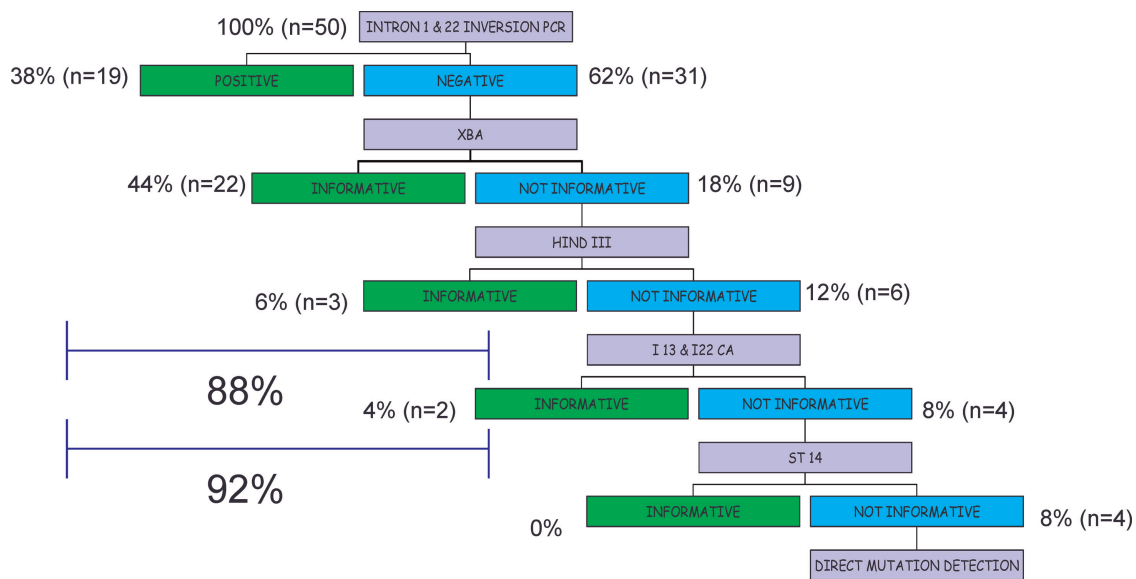 100% (n=50)
INTRON 1 & 22 INVERSION PCR
38% (n=19)
POSITIVE
NEGATIVE
62% (n=31)
XBA
44% (n=22)
INFORMATIVE
NOT INFORMATIVE
18% (n=9)
HIND III
6% (n=3)
INFORMATIVE
NOT INFORMATIVE
12% (n=6)
I 13 & I22 CA
88%
4% (n=2)
INFORMATIVE
NOT INFORMATIVE
8% (n=4)
ST 14
92%
0%
INFORMATIVE
NOT INFORMATIVE
8% (n=4)
DIRECT MUTATION DETECTION